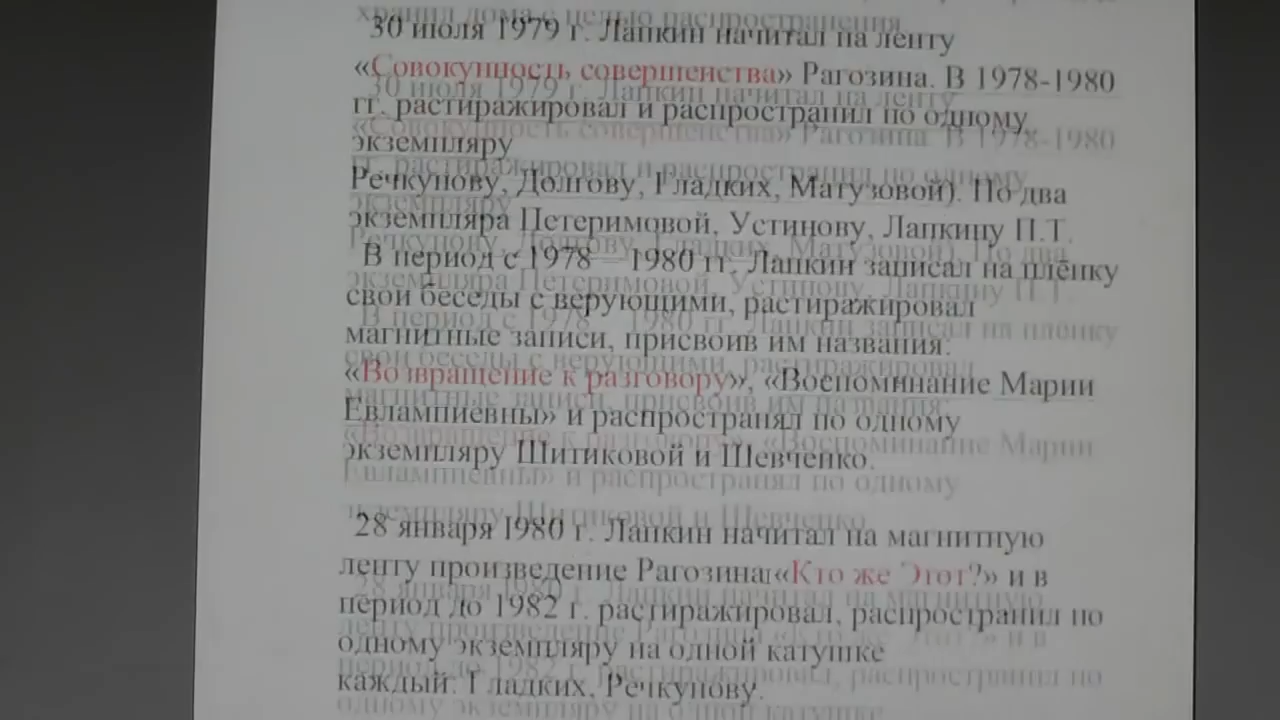 хранил дома с целью распространения.
30 июля 1979 г. Лапкин начитал на ленту
«Совокупность совершенства» Рагозина. В 1978-1980
гг. растиражировал и распространил по одному
экземпляру
Речкунову, Долгову, Гладких, Матузовой). По два
экземпляра Петеримовой, Устинову, Лапкину П.Т.
В период с 1978 – 1980 гг. Лапкин записал на плёнку
свои беседы с верующими, растиражировал
магнитные записи, присвоив им названия:
«Возвращение к разговору», «Воспоминание Марии
Евлампиевны» и распространял по одному
экземпляру Шитиковой и Шевченко.
28 января 1980 г. Лапкин начитал на магнитную
ленту произведение Рагозина «Кто же Этот?» и в
период до 1982 г. растиражировал, распространил по
одному экземпляру на одной катушке
каждый: Гладких, Речкунову.